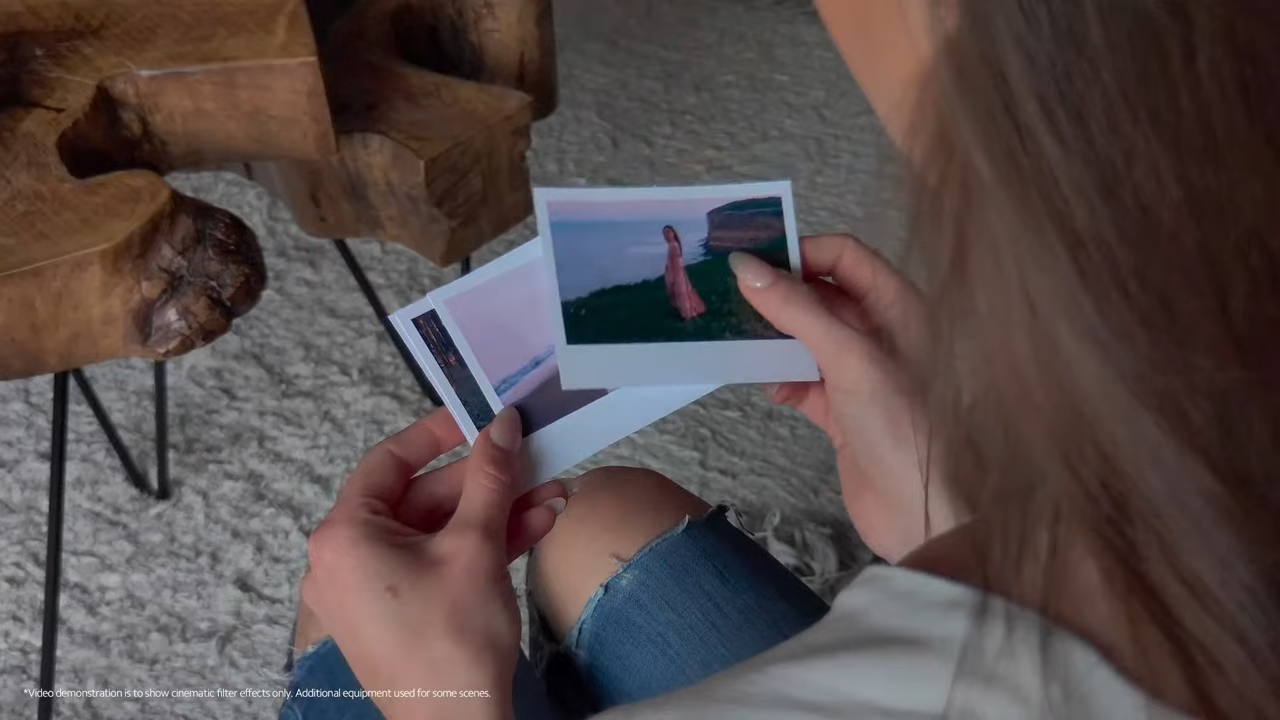 *Video demonstration is to show cinematic filter effects only. Additional equipment used for some scenes.